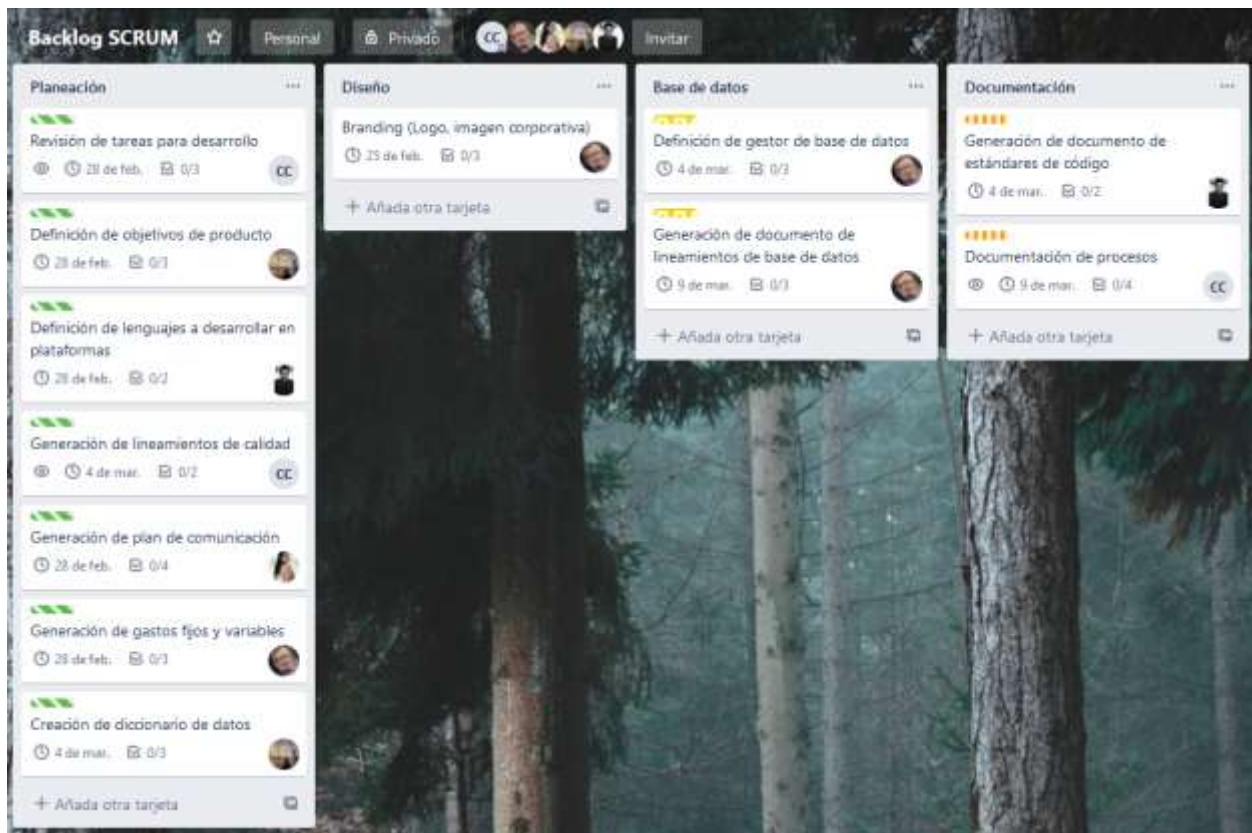 Backlog SCRUM
Personal
Privado
CC
Invitar
Planeación
Revisión de tareas para desarrollo
28 de feb. 0/3
CC
Definición de objetivos de producto
28 de feb. 0/3
Definición de lenguajes a desarrollar en
plataformas
28 de feb. 0/2
Generación de lineamientos de calidad
4 de mar. 0/2
CC
Generación de plan de comunicación
28 de feb. 0/4
Generación de gastos fijos y variables
28 de feb. 0/3
Creación de diccionario de datos
4 de mar. 0/3
+ Añada otra tarjeta
Diseño
Branding (Logo, imagen corporativa)
25 de feb. 0/3
+ Añada otra tarjeta
Base de datos
Definición de gestor de base de datos
4 de mar. 0/3
Generación de documento de
lineamientos de base de datos
9 de mar. 0/3
+ Añada otra tarjeta
Documentación
Generación de documento de
estándares de código
4 de mar. 0/2
Documentación de procesos
9 de mar. 0/4
CC
+ Añada otra tarjeta